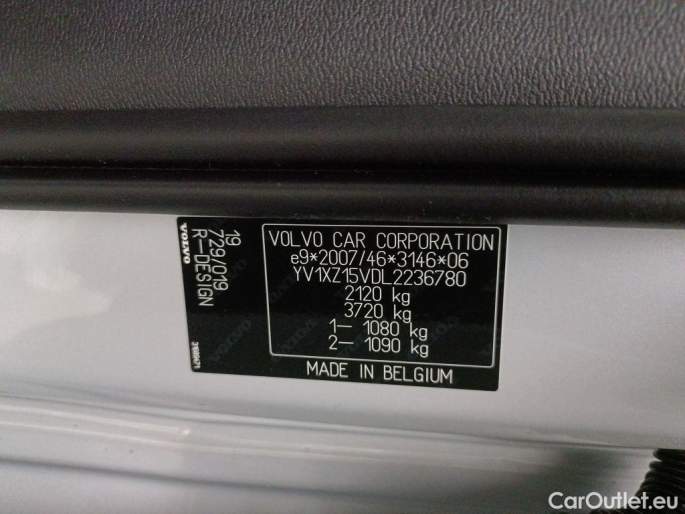 VOLVO CAR CORPORATION
e9*2007/46*3146*06
YV1XZ15VDL2236780
2120 kg
3720 kg
1– 1080 kg
2– 1090 kg
MADE IN BELGIUM
19
729/019
R–DESIGN
VOLVO
CarOutlet.eu